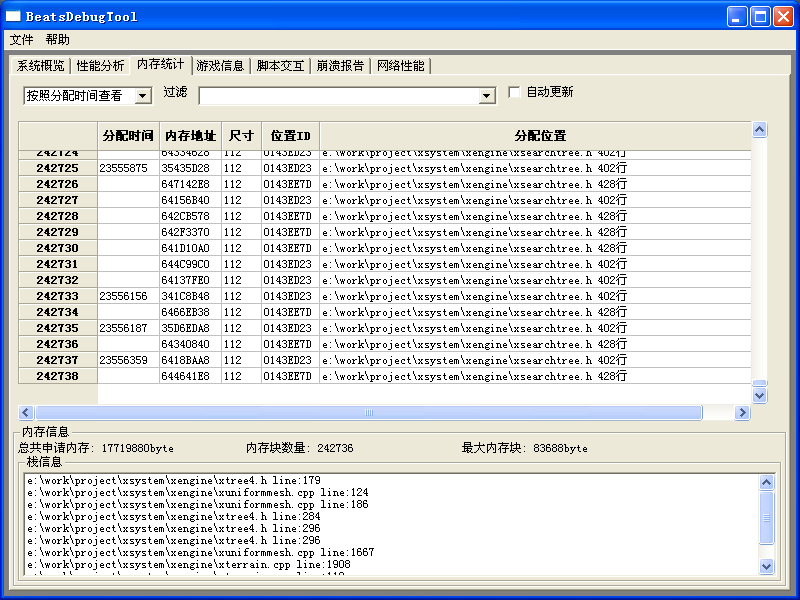 BeatsDebugTool
文件 帮助
系统概览 性能分析 内存统计 游戏信息 脚本交互 崩溃报告 网络性能
按照分配时间查看 过滤 自动更新
分配时间 内存地址 尺寸 位置ID 分配位置
242724 64334628 112 0143ED23 e:\work\project\xsystem\xengine\xsearchtree.h 402行
242725 23555875 35435D28 112 0143ED23 e:\work\project\xsystem\xengine\xsearchtree.h 402行
242726 647142E8 112 0143EE7D e:\work\project\xsystem\xengine\xsearchtree.h 428行
242727 64156B40 112 0143ED23 e:\work\project\xsystem\xengine\xsearchtree.h 402行
242728 642CB578 112 0143EE7D e:\work\project\xsystem\xengine\xsearchtree.h 428行
242729 642F3370 112 0143EE7D e:\work\project\xsystem\xengine\xsearchtree.h 428行
242730 641D10A0 112 0143EE7D e:\work\project\xsystem\xengine\xsearchtree.h 428行
242731 644C99C0 112 0143ED23 e:\work\project\xsystem\xengine\xsearchtree.h 402行
242732 64137FE0 112 0143ED23 e:\work\project\xsystem\xengine\xsearchtree.h 402行
242733 23556156 341C8B48 112 0143ED23 e:\work\project\xsystem\xengine\xsearchtree.h 402行
242734 6466EB38 112 0143EE7D e:\work\project\xsystem\xengine\xsearchtree.h 428行
242735 23556187 35D6EDA8 112 0143ED23 e:\work\project\xsystem\xengine\xsearchtree.h 402行
242736 64340840 112 0143EE7D e:\work\project\xsystem\xengine\xsearchtree.h 428行
242737 23556359 6418BAA8 112 0143ED23 e:\work\project\xsystem\xengine\xsearchtree.h 402行
242738 644641E8 112 0143EE7D e:\work\project\xsystem\xengine\xsearchtree.h 428行
内存信息
总共申请内存: 17719880byte 内存块数量: 242736 最大内存块: 83688byte
栈信息
e:\work\project\xsystem\xengine\xtree4.h line:179
e:\work\project\xsystem\xengine\xuniformmesh.cpp line:124
e:\work\project\xsystem\xengine\xuniformmesh.cpp line:186
e:\work\project\xsystem\xengine\xtree4.h line:284
e:\work\project\xsystem\xengine\xtree4.h line:296
e:\work\project\xsystem\xengine\xtree4.h line:296
e:\work\project\xsystem\xengine\xuniformmesh.cpp line:1667
e:\work\project\xsystem\xengine\xterrain.cpp line:1908